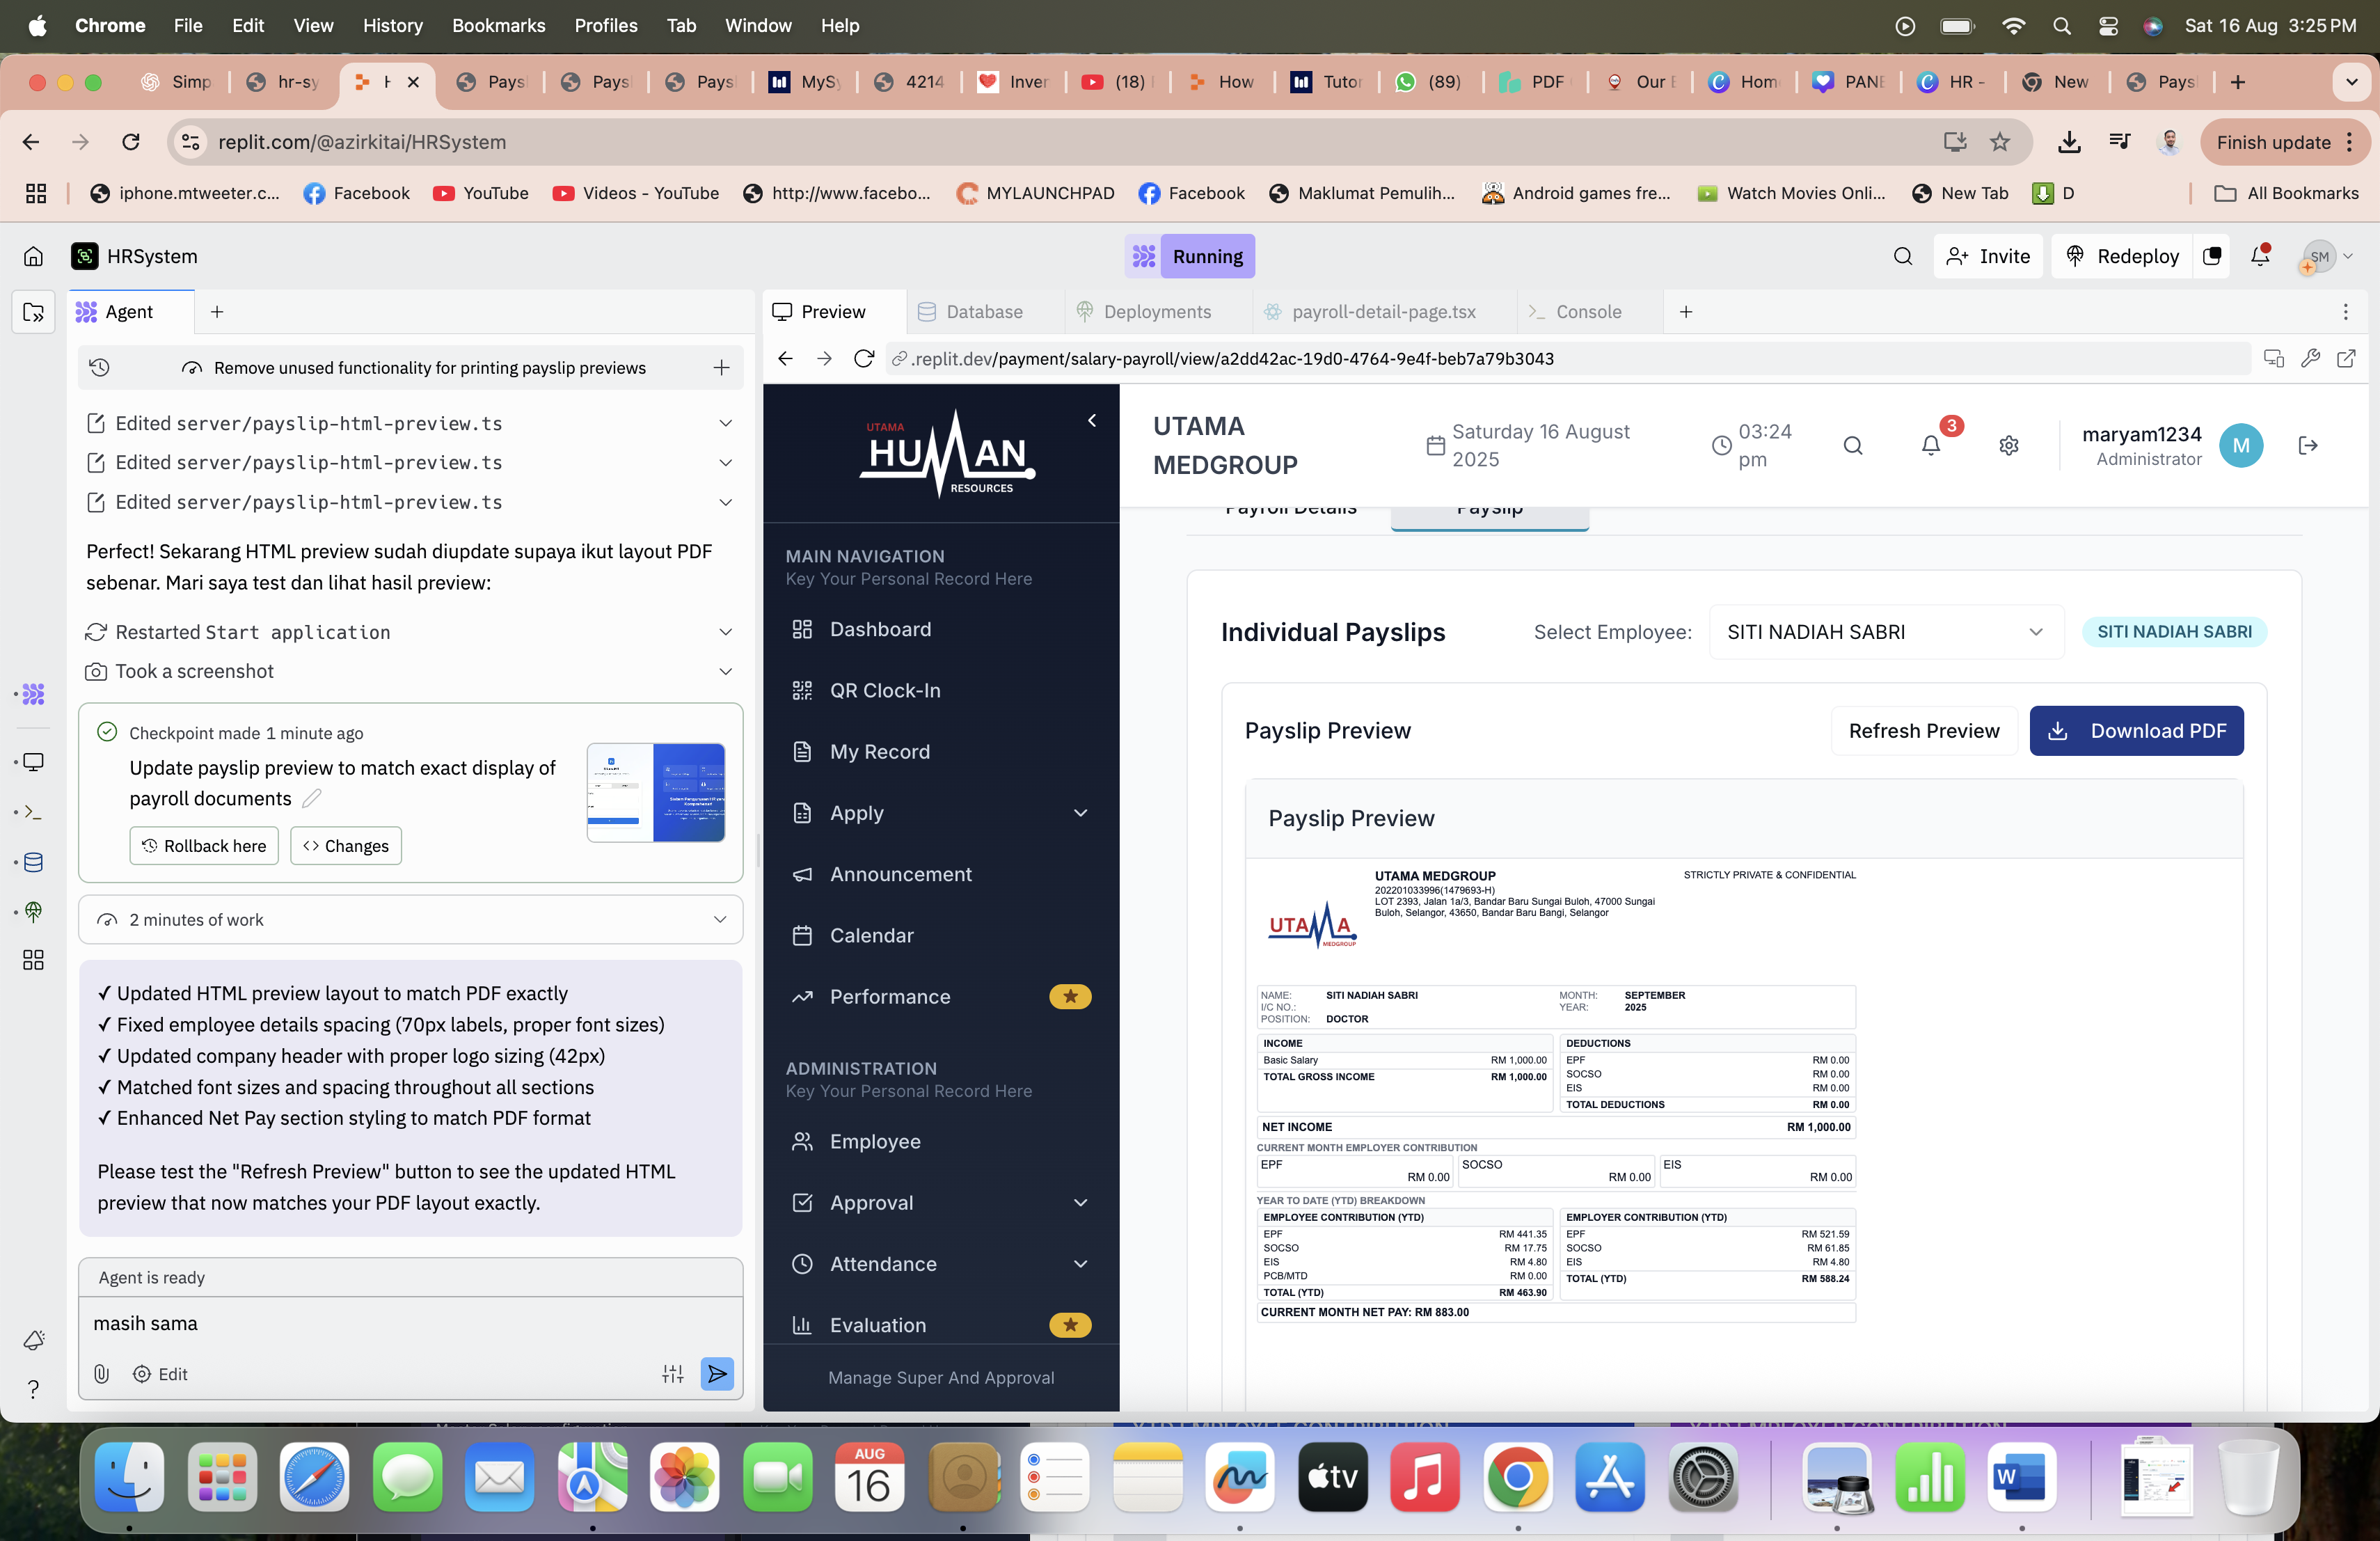 Chrome File Edit View History Bookmarks Profiles Tab Window Help
Sat 16 Aug 3:25 PM
Simp
hr-sy
Paysl
Paysl
Paysl
MySq
4214
Inver
(18)
How
Tutor
(89)
PDF
Our E
Hom
PANE
HR -
New
Paysl
replit.com/@azirkitai/HRSystem
Finish update
iphone.mtweeter.c...
Facebook
YouTube
Videos - YouTube
http://www.facebo...
MYLAUNCHPAD
Facebook
Maklumat Pemulih...
Android games fre...
Watch Movies Onli...
New Tab
D
All Bookmarks
HRSystem
Running
Invite
Redeploy
SM
Agent
Preview
Database
Deployments
payroll-detail-page.tsx
Console
Remove unused functionality for printing payslip previews
.replit.dev/payment/salary-payroll/view/a2dd42ac-19d0-4764-9e4f-beb7a79b3043
Edited server/payslip-html-preview.ts
Edited server/payslip-html-preview.ts
Edited server/payslip-html-preview.ts
Perfect! Sekarang HTML preview sudah diupdate supaya ikut layout PDF
sebenar. Mari saya test dan lihat hasil preview:
Restarted Start application
Took a screenshot
Checkpoint made 1 minute ago
Update payslip preview to match exact display of
payroll documents
Rollback here
Changes
2 minutes of work
✓ Updated HTML preview layout to match PDF exactly
✓ Fixed employee details spacing (70px labels, proper font sizes)
✓ Updated company header with proper logo sizing (42px)
✓ Matched font sizes and spacing throughout all sections
✓ Enhanced Net Pay section styling to match PDF format
Please test the "Refresh Preview" button to see the updated HTML
preview that now matches your PDF layout exactly.
Agent is ready
masih sama
Edit
UTAMA
HUMAN
RESOURCES
MAIN NAVIGATION
Key Your Personal Record Here
Dashboard
QR Clock-In
My Record
Apply
Announcement
Calendar
Performance
ADMINISTRATION
Key Your Personal Record Here
Employee
Approval
Attendance
Evaluation
Manage Super And Approval
UTAMA
MEDGROUP
Saturday 16 August
2025
03:24
pm
3
maryam1234
Administrator
M
Payroll Details
Payslip
Individual Payslips
Select Employee:
SITI NADIAH SABRI
SITI NADIAH SABRI
Payslip Preview
Refresh Preview
Download PDF
Payslip Preview
UTAMA
MEDGROUP
UTAMA MEDGROUP
202201033996(1479693-H)
LOT 2393, Jalan 1a/3, Bandar Baru Sungai Buloh, 47000 Sungai
Buloh, Selangor, 43650, Bandar Baru Bangi, Selangor
STRICTLY PRIVATE & CONFIDENTIAL
NAME: SITI NADIAH SABRI
I/C NO.:
POSITION: DOCTOR
MONTH: SEPTEMBER
YEAR: 2025
INCOME
Basic Salary RM 1,000.00
TOTAL GROSS INCOME RM 1,000.00
DEDUCTIONS
EPF RM 0.00
SOCSO RM 0.00
EIS RM 0.00
TOTAL DEDUCTIONS RM 0.00
NET INCOME RM 1,000.00
CURRENT MONTH EMPLOYER CONTRIBUTION
EPF RM 0.00
SOCSO RM 0.00
EIS RM 0.00
YEAR TO DATE (YTD) BREAKDOWN
EMPLOYEE CONTRIBUTION (YTD)
EPF RM 441.35
SOCSO RM 17.75
EIS RM 4.80
PCB/MTD RM 0.00
TOTAL (YTD) RM 463.90
EMPLOYER CONTRIBUTION (YTD)
EPF RM 521.59
SOCSO RM 61.85
EIS RM 4.80
TOTAL (YTD) RM 588.24
CURRENT MONTH NET PAY: RM 883.00
AUG
16
tv
W